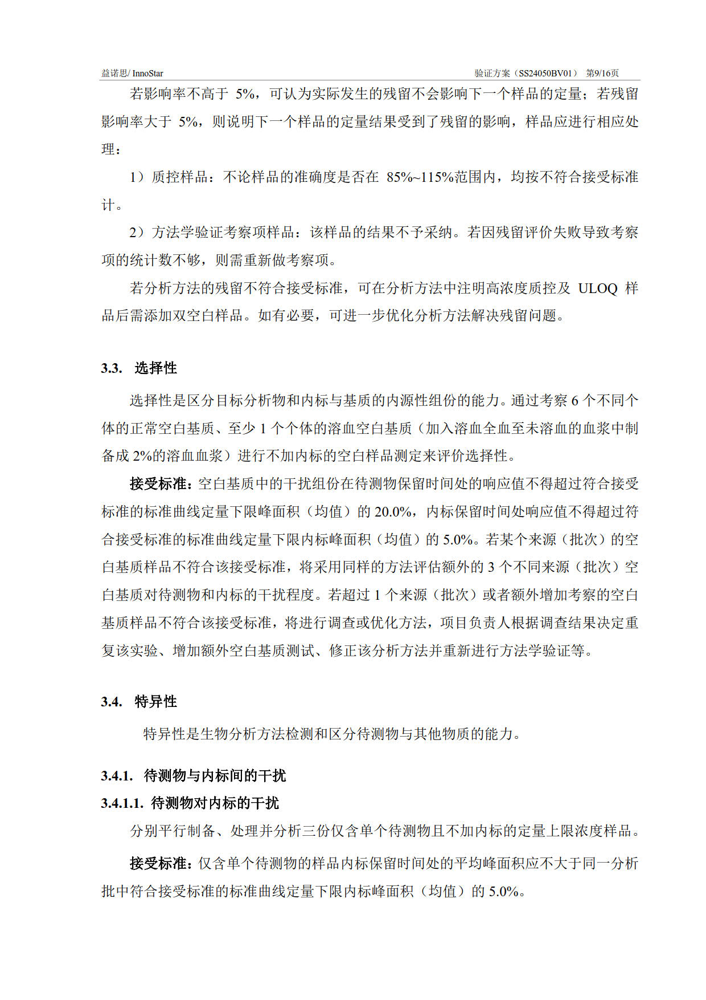 益诺思/ InnoStar 验证方案（SS24050BV01） 第9/16页
若影响率不高于 5%，可认为实际发生的残留不会影响下一个样品的定量；若残留
影响率大于 5%，则说明下一个样品的定量结果受到了残留的影响，样品应进行相应处
理：
1）质控样品：不论样品的准确度是否在 85%~115%范围内，均按不符合接受标准
计。
2）方法学验证考察项样品：该样品的结果不予采纳。若因残留评价失败导致考察
项的统计数不够，则需重新做考察项。
若分析方法的残留不符合接受标准，可在分析方法中注明高浓度质控及 ULOQ 样
品后需添加双空白样品。如有必要，可进一步优化分析方法解决残留问题。
3.3. 选择性
选择性是区分目标分析物和内标与基质的内源性组份的能力。通过考察 6 个不同个
体的正常空白基质、至少 1 个个体的溶血空白基质（加入溶血全血至未溶血的血浆中制
备成 2%的溶血血浆）进行不加内标的空白样品测定来评价选择性。
接受标准：空白基质中的干扰组份在待测物保留时间处的响应值不得超过符合接受
标准的标准曲线定量下限峰面积（均值）的 20.0%，内标保留时间处响应值不得超过符
合接受标准的标准曲线定量下限内标峰面积（均值）的 5.0%。若某个来源（批次）的空
白基质样品不符合该接受标准，将采用同样的方法评估额外的 3 个不同来源（批次）空
白基质对待测物和内标的干扰程度。若超过 1 个来源（批次）或者额外增加考察的空白
基质样品不符合该接受标准，将进行调查或优化方法，项目负责人根据调查结果决定重
复该实验、增加额外空白基质测试、修正该分析方法并重新进行方法学验证等。
3.4. 特异性
特异性是生物分析方法检测和区分待测物与其他物质的能力。
3.4.1. 待测物与内标间的干扰
3.4.1.1. 待测物对内标的干扰
分别平行制备、处理并分析三份仅含单个待测物且不加内标的定量上限浓度样品。
接受标准：仅含单个待测物的样品内标保留时间处的平均峰面积应不大于同一分析
批中符合接受标准的标准曲线定量下限内标峰面积（均值）的 5.0%。